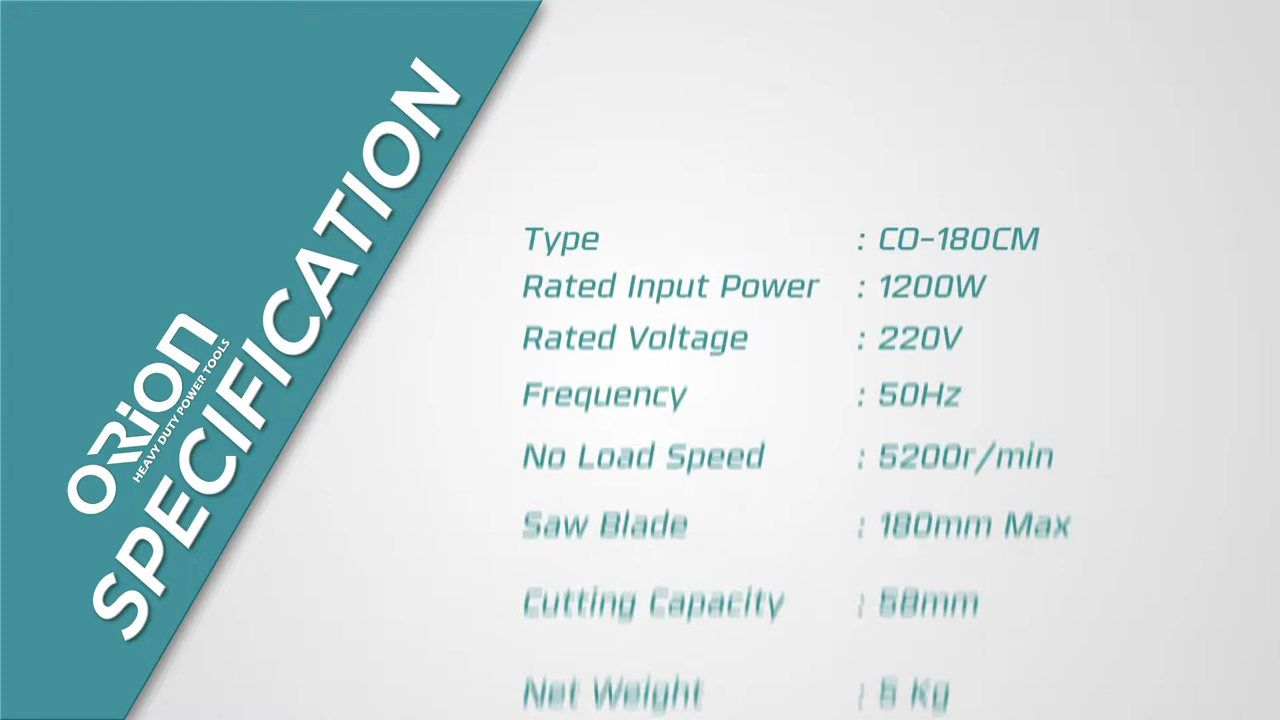 ORiOn
HEAVY DUTY POWER TOOLS
SPECIFICATION
Type : CO-180CM
Rated Input Power : 1200W
Rated Voltage : 220V
Frequency : 50Hz
No Load Speed : 5200r/min
Saw Blade : 180mm Max
Cutting Capacity :
Net Weight : Kg